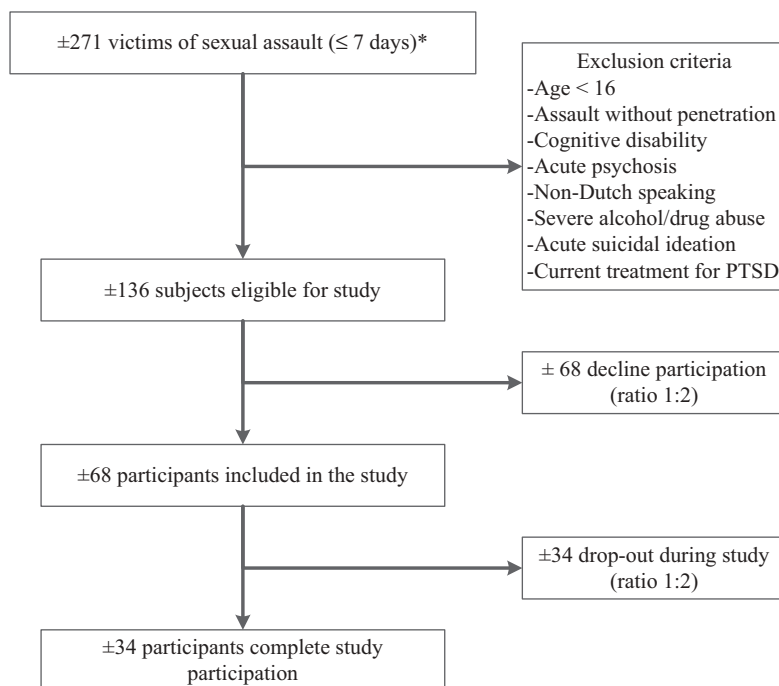 ±271 victims of sexual assault (≤ 7 days)*
Exclusion criteria
-Age < 16
-Assault without penetration
-Cognitive disability
-Acute psychosis
-Non-Dutch speaking
-Severe alcohol/drug abuse
-Acute suicidal ideation
-Current treatment for PTSD
±136 subjects eligible for study
± 68 decline participation
(ratio 1:2)
±68 participants included in the study
±34 drop-out during study
(ratio 1:2)
±34 participants complete study
participation